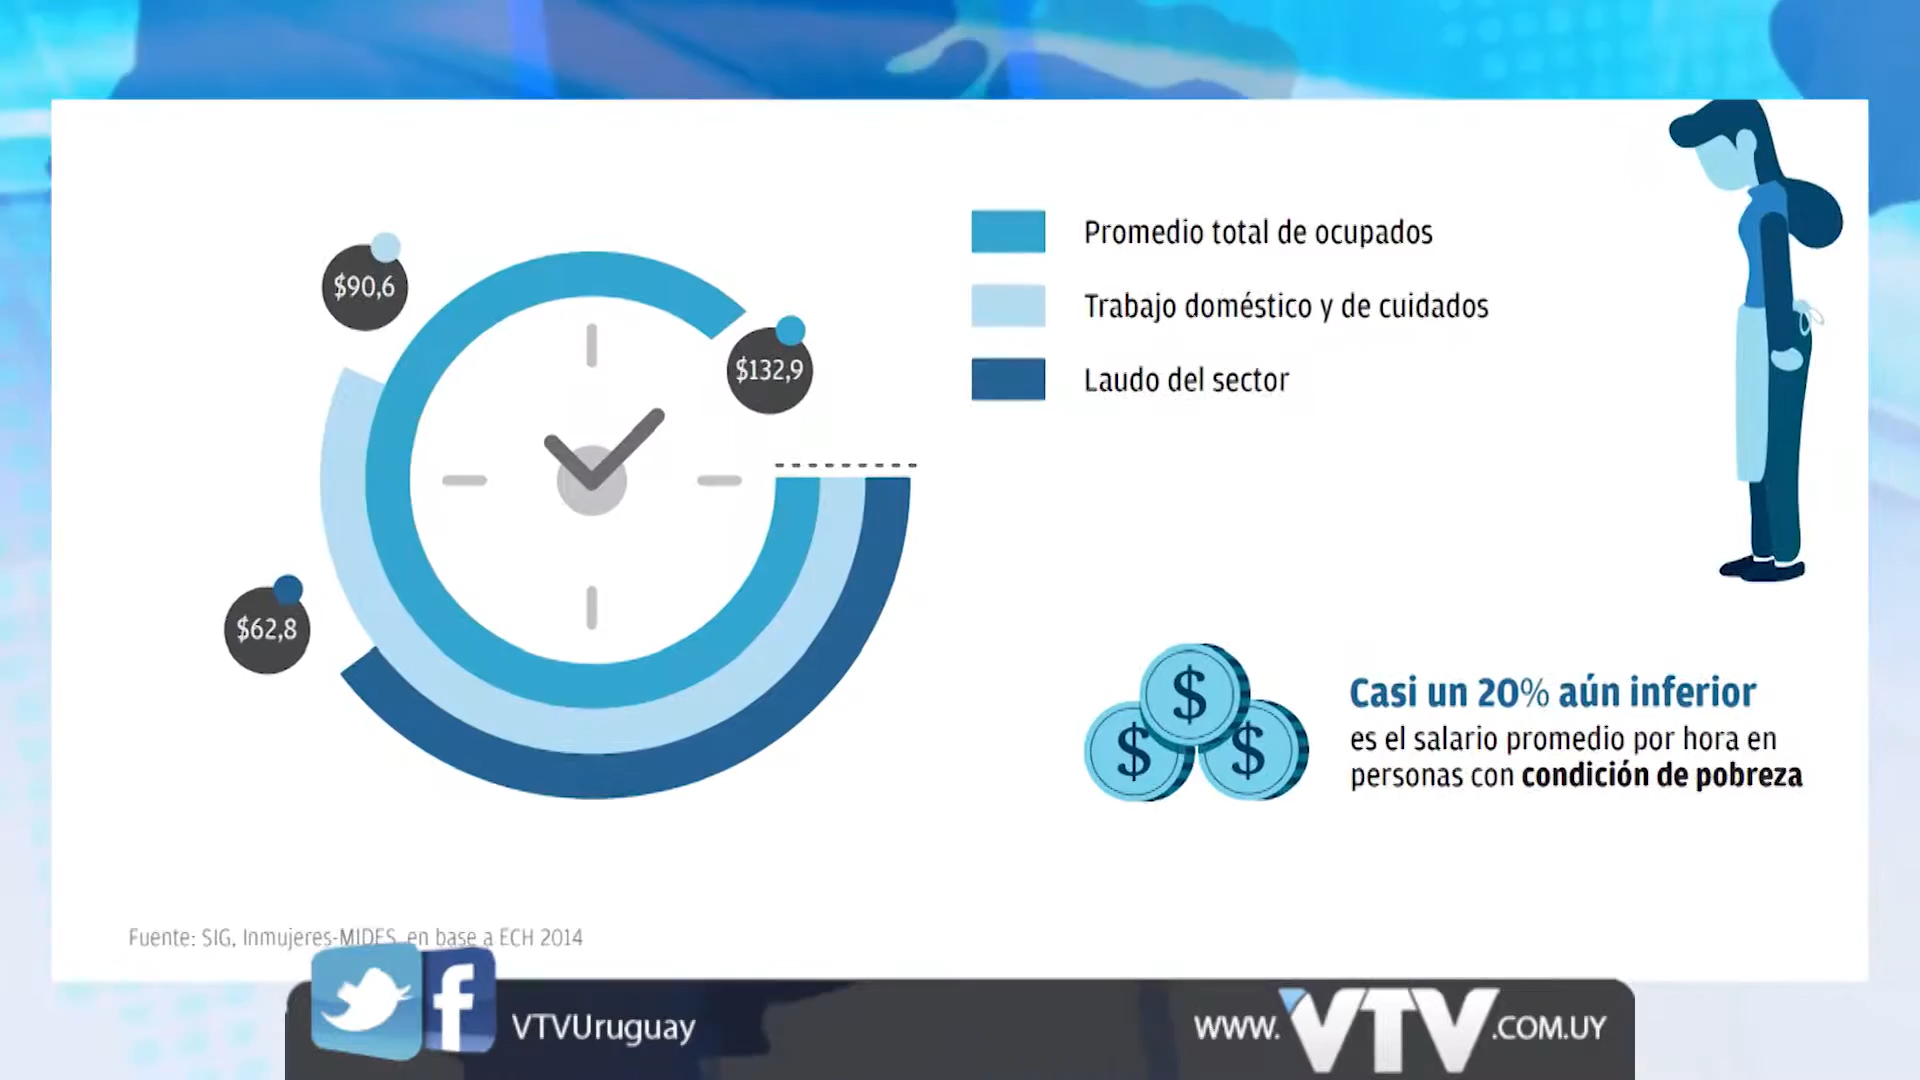 $90,6
$132,9
$62,8
Promedio total de ocupados
Trabajo doméstico y de cuidados
Laudo del sector
$
$
$
Casi un 20% aún inferior
es el salario promedio por hora en
personas con condición de pobreza
Fuente: SIG, Inmujeres-MIDES, en base a ECH 2014
f
VTVUruguay
WWW.VTV.COM.UY